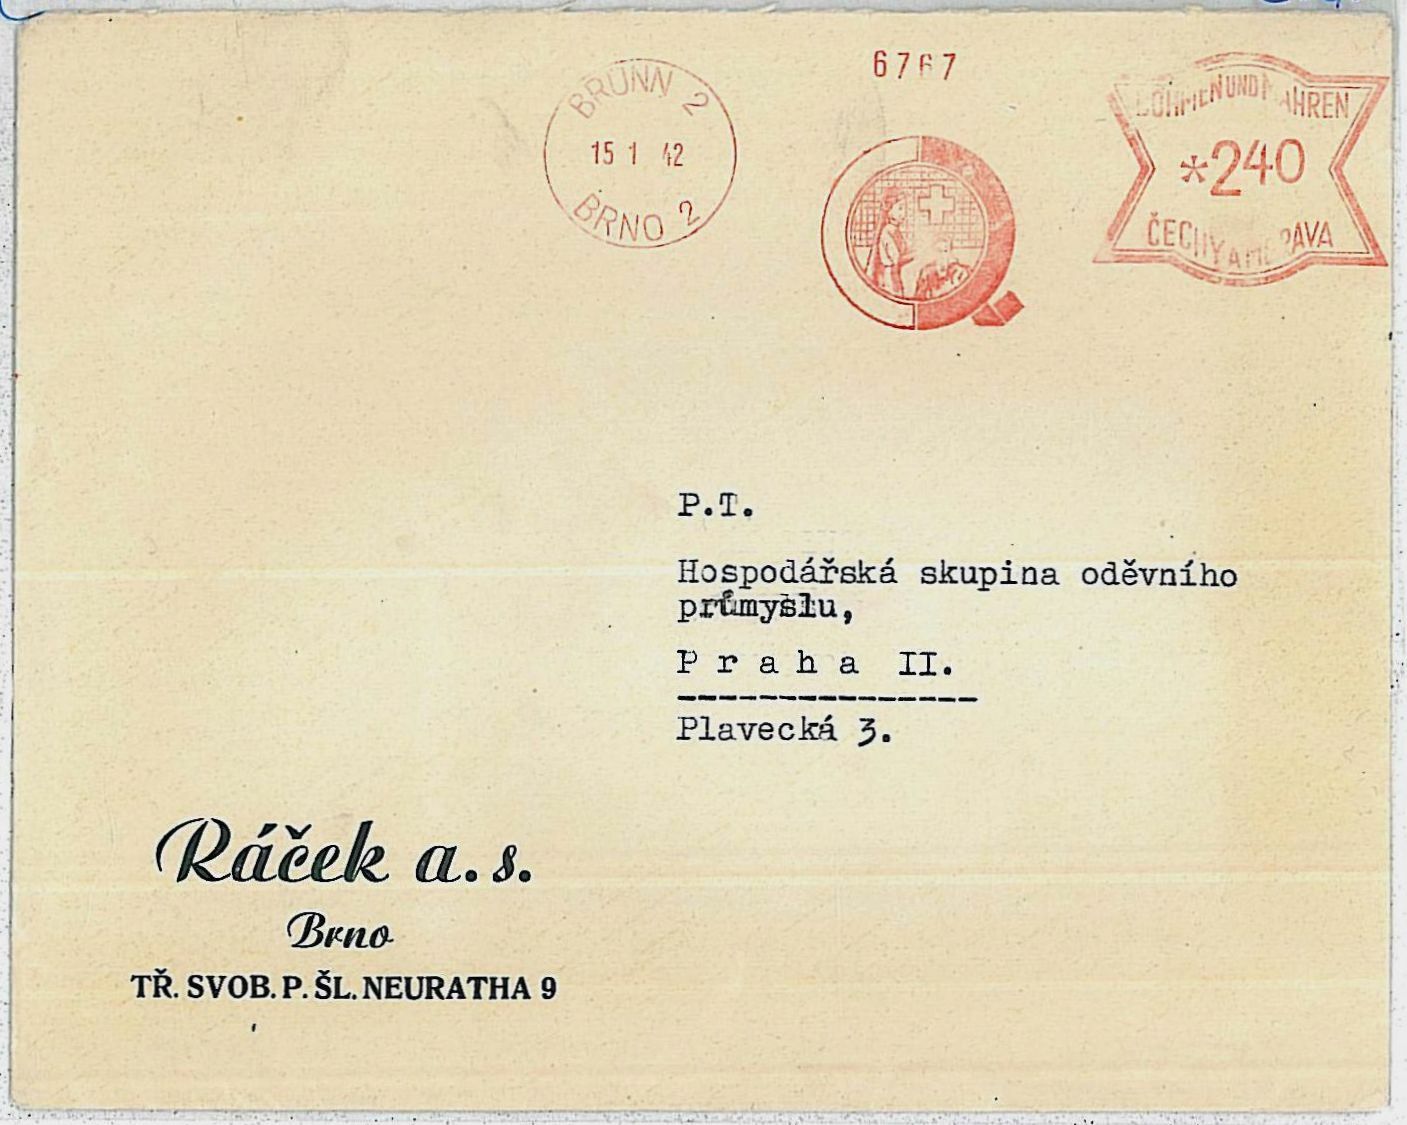 BRÜNN 2
15 1 42
BRNO 2
6767
BÖHMEN UND MÄHREN
*240
ČECHY A MORAVA
P.T.
Hospodářská skupina oděvního
průmyslu,
Praha II.
Plavecká 3.
Ráček a. s.
Brno
TŘ. SVOB. P. ŠL. NEURATHA 9